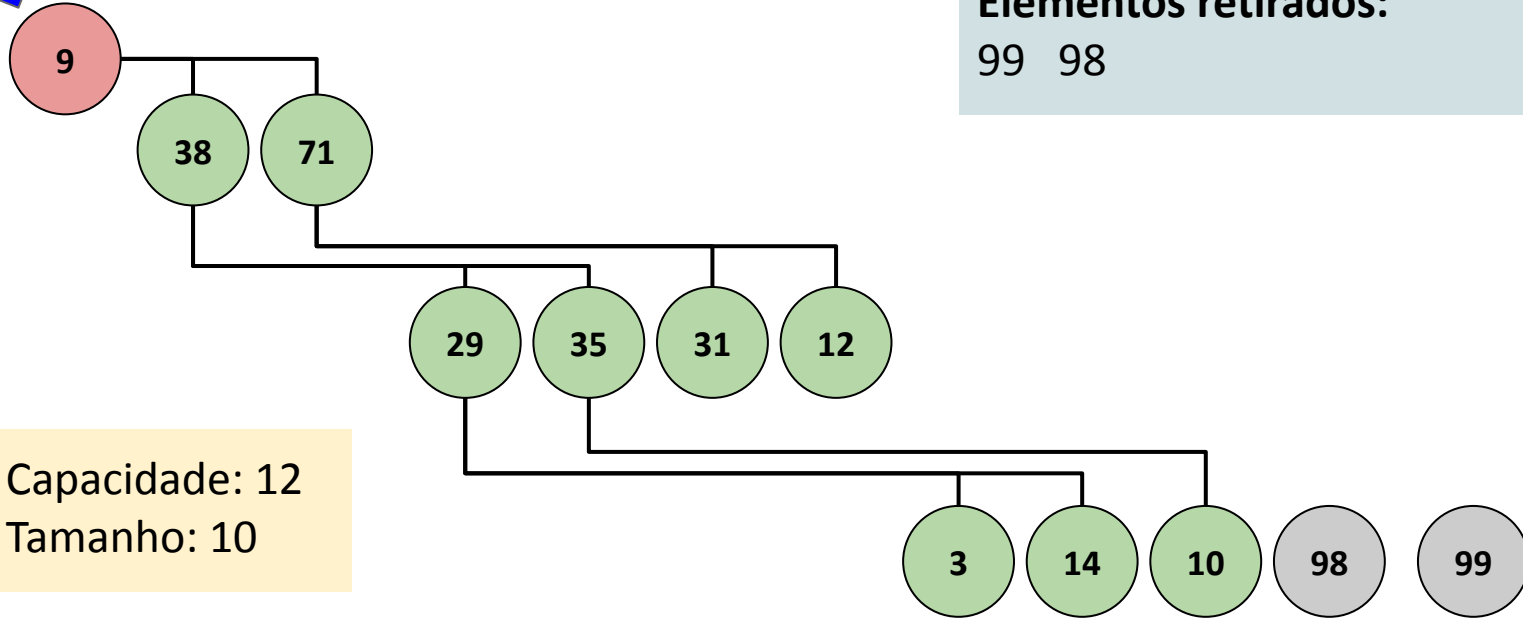 Elementos retirados:
99 98
9
38 71
29 35 31 12
Capacidade: 12
Tamanho: 10
3 14 10 98 99